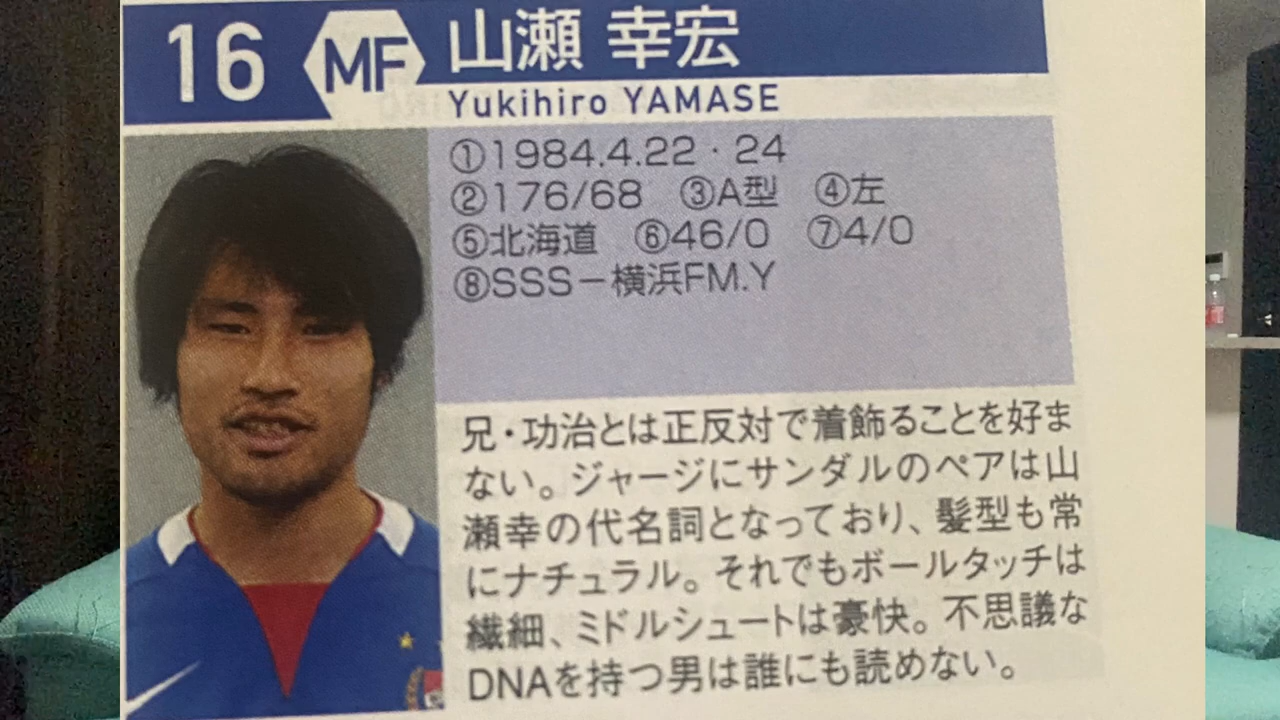 16 MF 山瀬 幸宏
Yukihiro YAMASE
①1984.4.22・24
②176/68 ③A型 ④左
⑤北海道 ⑥46/0 ⑦4/0
⑧SSS－横浜FM.Y
兄・功治とは正反対で着飾ることを好ま
ない。ジャージにサンダルのペアは山
瀬幸の代名詞となっており、髪型も常
にナチュラル。それでもボールタッチは
繊細、ミドルシュートは豪快。不思議な
DNAを持つ男は誰にも読めない。